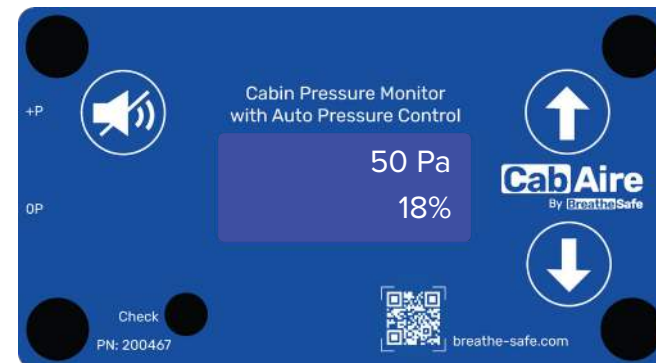 Cabin Pressure Monitor
with Auto Pressure Control
+P
50 Pa
18%
CabAire
By BreatheSafe
0P
Check
PN: 200467
breathe-safe.com